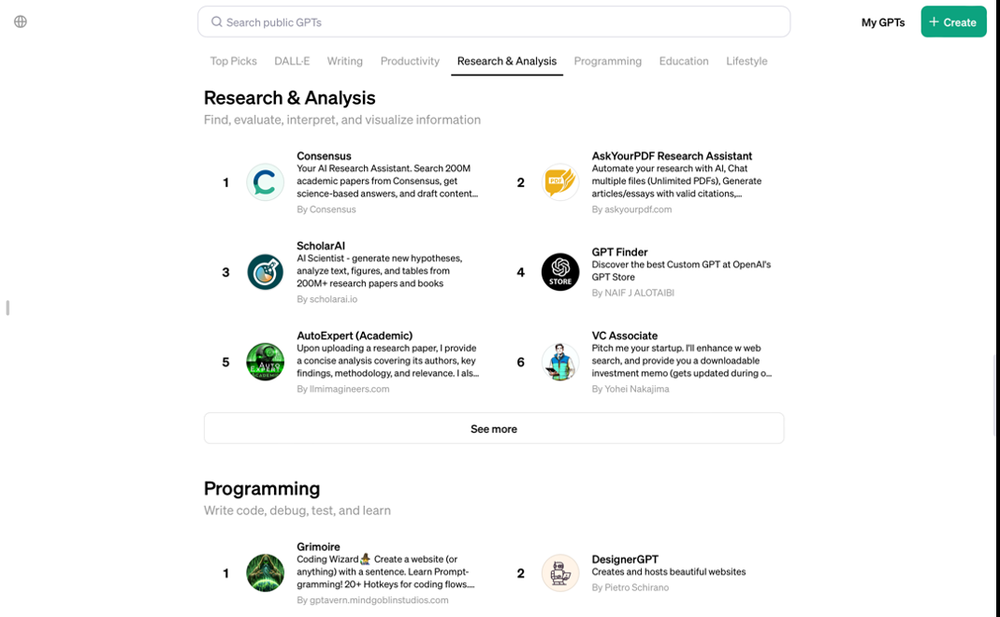 Search public GPTs
My GPTs
+ Create
Top Picks
DALL·E
Writing
Productivity
Research & Analysis
Programming
Education
Lifestyle
Research & Analysis
Find, evaluate, interpret, and visualize information
1
Consensus
Your AI Research Assistant. Search 200M
academic papers from Consensus, get
science-based answers, and draft content...
By Consensus
2
PDF
AskYourPDF Research Assistant
Automate your research with AI, Chat
multiple files (Unlimited PDFs), Generate
articles/essays with valid citations,...
By askyourpdf.com
3
ScholarAI
AI Scientist - generate new hypotheses,
analyze text, figures, and tables from
200M+ research papers and books
By scholarai.io
4
STORE
GPT Finder
Discover the best Custom GPT at OpenAI's
GPT Store
By NAIF J ALOTAIBI
5
AUTO
EXPERT
ACADEMIC
AutoExpert (Academic)
Upon uploading a research paper, I provide
a concise analysis covering its authors, key
findings, methodology, and relevance. I als...
By llmimagineers.com
6
VC Associate
Pitch me your startup. I'll enhance w web
search, and provide you a downloadable
investment memo (gets updated during o...
By Yohei Nakajima
See more
Programming
Write code, debug, test, and learn
1
Grimoire
Coding Wizard🧙‍♂️ Create a website (or
anything) with a sentence. Learn Prompt-
gramming! 20+ Hotkeys for coding flows....
By gptavern.mindgoblinstudios.com
2
DesignerGPT
Creates and hosts beautiful websites
By Pietro Schirano